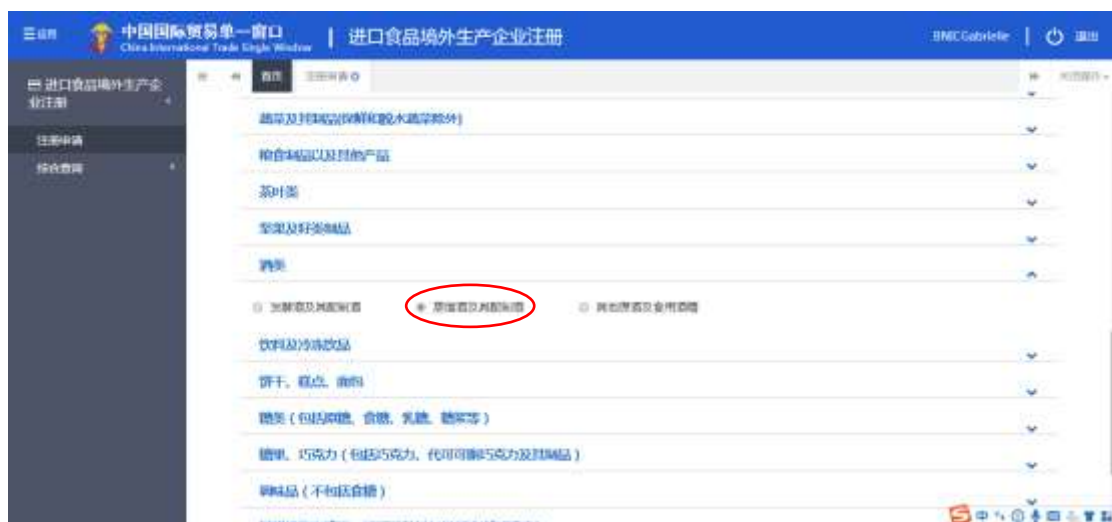 三应用
中国国际贸易单一窗口
China International Trade Single Window
进口食品境外生产企业注册
BNICGabrielle
退出
进口食品境外生产企
业注册
首页
注册申请
注册申请
综合查询
蔬菜及其制品(保鲜和脱水蔬菜除外)
粮食制品以及其他产品
茶叶类
坚果及籽类制品
酒类
发酵酒及其配制酒
蒸馏酒及其配制酒
饮料及冷冻饮品
饼干、糕点、面包
糖类(包括原糖、食糖、乳糖、糖浆等)
糖果、巧克力(包括巧克力、代可可脂巧克力及其制品)
调味品(不包括食糖)
中